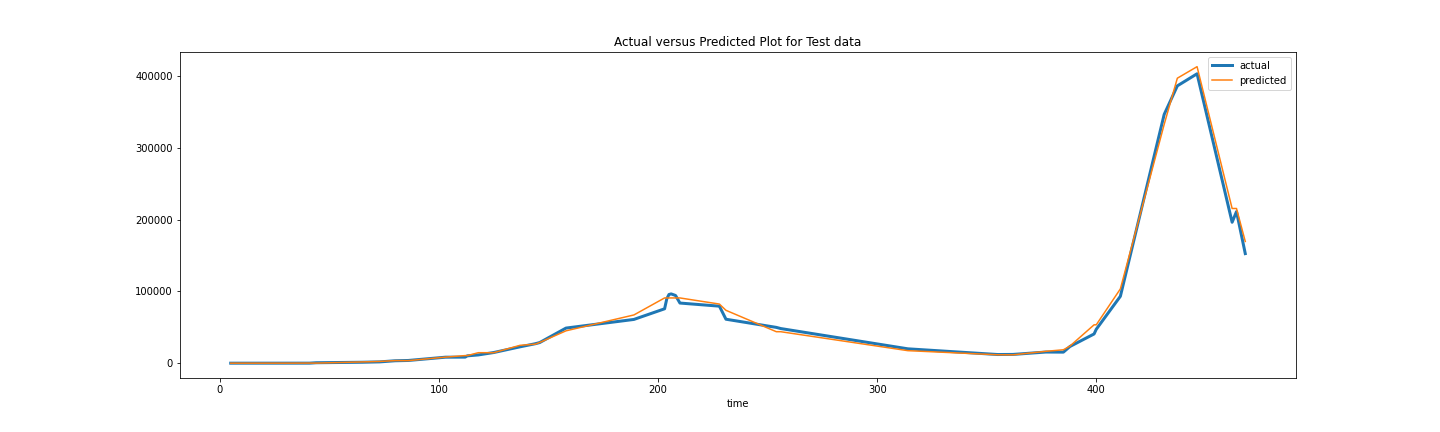 Actual versus Predicted Plot for Test data
actual
predicted
400000
300000
200000
100000
0
0 100 200 300 400
time